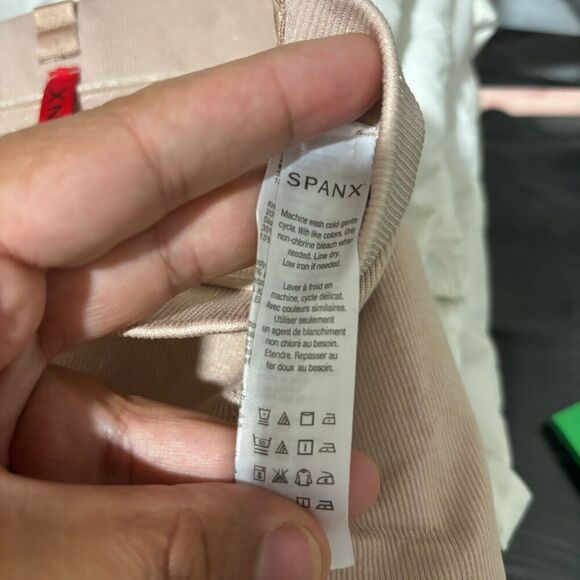 SPANX
Machine wash cold gentle
cycle. With like colors. Only
non-chlorine bleach when
needed. Line dry.
Low iron if needed.
Laver à froid en
machine, cycle délicat.
Avec couleurs similaires.
Utiliser seulement
un agent de blanchiment
non chloré au besoin.
Etendre. Repasser au
fer doux au besoin.